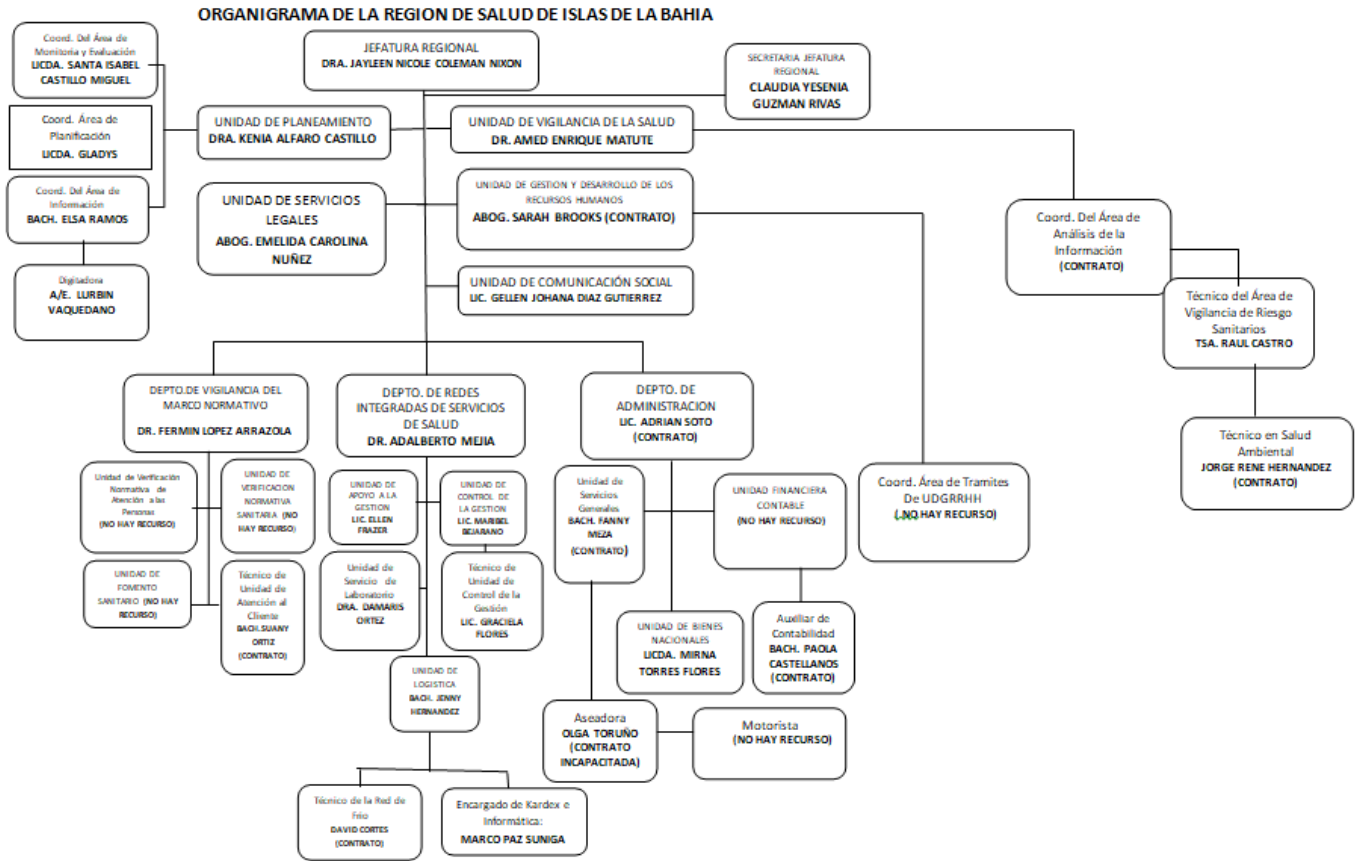 ORGANIGRAMA DE LA REGION DE SALUD DE ISLAS DE LA BAHIA
Coord. Del Área de
Monitoria y Evaluación
LICDA. SANTA ISABEL
CASTILLO MIGUEL
JEFATURA REGIONAL
DRA. JAYLEEN NICOLE COLEMAN NIXON
SECRETARIA JEFATURA
REGIONAL
CLAUDIA YESENIA
GUZMAN RIVAS
Coord. Área de
Planificación
LICDA. GLADYS
UNIDAD DE PLANEAMIENTO
DRA. KENIA ALFARO CASTILLO
UNIDAD DE VIGILANCIA DE LA SALUD
DR. AMED ENRIQUE MATUTE
Coord. Del Área de
Información
BACH. ELSA RAMOS
UNIDAD DE SERVICIOS
LEGALES
ABOG. EMELIDA CAROLINA
NUÑEZ
UNIDAD DE GESTION Y DESARROLLO DE LOS
RECURSOS HUMANOS
ABOG. SARAH BROOKS (CONTRATO)
Coord. Del Área de
Análisis de la
Información
(CONTRATO)
Digitadora
A/E. LURBIN
VAQUEDANO
UNIDAD DE COMUNICACIÓN SOCIAL
LIC. GELLEN JOHANA DIAZ GUTIERREZ
Técnico del Área de
Vigilancia de Riesgo
Sanitarios
TSA. RAUL CASTRO
DEPTO.DE VIGILANCIA DEL
MARCO NORMATIVO
DR. FERMIN LOPEZ ARRAZOLA
DEPTO. DE REDES
INTEGRADAS DE SERVICIOS
DE SALUD
DR. ADALBERTO MEJIA
DEPTO. DE
ADMINISTRACION
LIC. ADRIAN SOTO
(CONTRATO)
Técnico en Salud
Ambiental
JORGE RENE HERNANDEZ
(CONTRATO)
Unidad de Verificación
Normativa de
Atención a las
Personas
(NO HAY RECURSO)
UNIDAD DE
VERIFICACION
NORMATIVA
SANITARIA (NO
HAY RECURSO)
UNIDAD DE
APOYO A LA
GESTION
LIC. ELLEN
FRAZER
UNIDAD DE
CONTROL DE
LA GESTION
LIC. MARIBEL
BEJARANO
Unidad de
Servicios
Generales
BACH. FANNY
MEZA
(CONTRATO)
UNIDAD FINANCIERA
CONTABLE
(NO HAY RECURSO)
Coord. Área de Tramites
De UDGRRHH
(. NO HAY RECURSO)
UNIDAD DE
FOMENTO
SANITARIO (NO HAY
RECURSO)
Técnico de
Unidad de
Atención al
Cliente
BACH.SUANY
ORTIZ
(CONTRATO)
Unidad de
Servicio de
Laboratorio
DRA. DAMARIS
ORTEZ
Técnico de
Unidad de
Control de la
Gestión
LIC. GRACIELA
FLORES
UNIDAD DE BIENES
NACIONALES
LICDA. MIRNA
TORRES FLORES
Auxiliar de
Contabilidad
BACH. PAOLA
CASTELLANOS
(CONTRATO)
UNIDAD DE
LOGISTICA
BACH. JENNY
HERNANDEZ
Aseadora
OLGA TORUÑO
(CONTRATO
INCAPACITADA)
Motorista
(NO HAY RECURSO)
Técnico de la Red de
Frio
DAVID CORTES
(CONTRATO)
Encargado de Kardex e
Informática:
MARCO PAZ SUNIGA